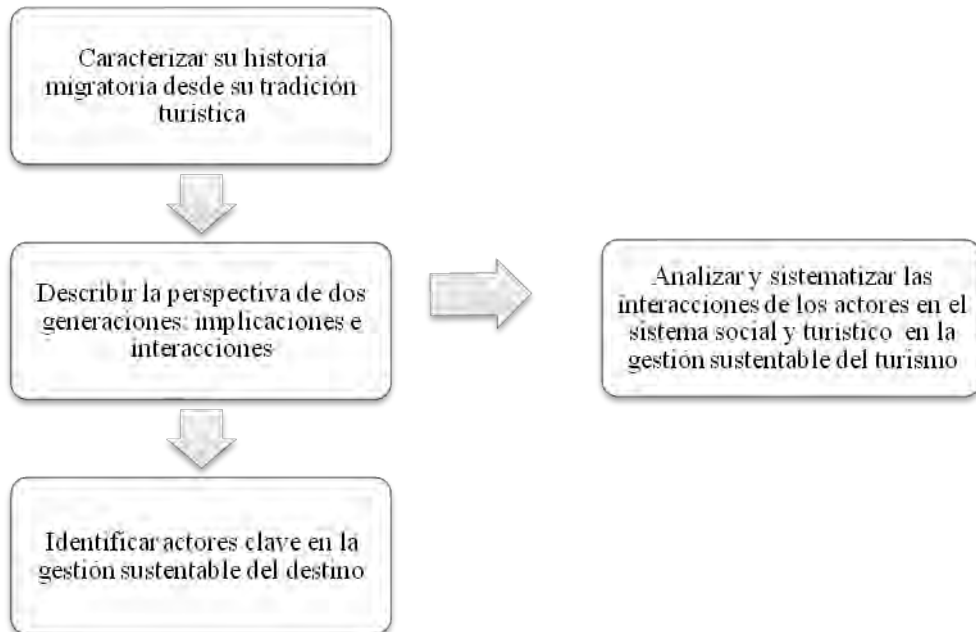 Caracterizar su historia
migratoria desde su tradición
turística
Describir la perspectiva de dos
generaciones: implicaciones e
interacciones
Analizar y sistematizar las
interacciones de los actores en el
sistema social y turístico en la
gestión sustentable del turismo
Identificar actores clave en la
gestión sustentable del destino